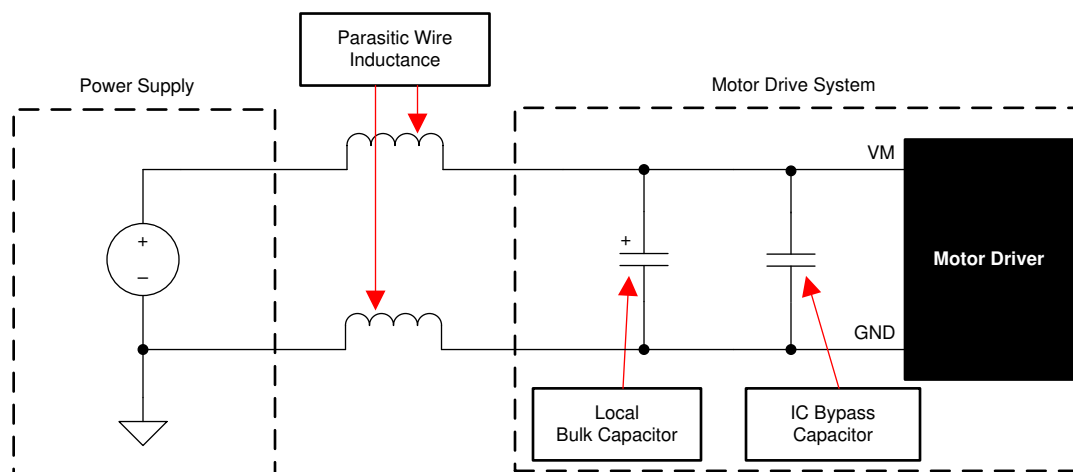 Parasitic Wire
Inductance
Power Supply
Motor Drive System
VM
+
–
+
Motor Driver
GND
Local
Bulk Capacitor
IC Bypass
Capacitor